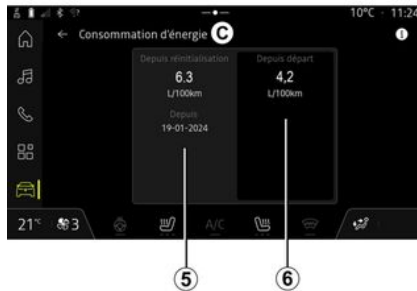 10°C 11:24
← Consommation d'énergie C
Depuis réinitialisation
6.3
L/100km
Depuis
19-01-2024
Depuis départ
4,2
L/100km
21°C 3 A/C
5 6